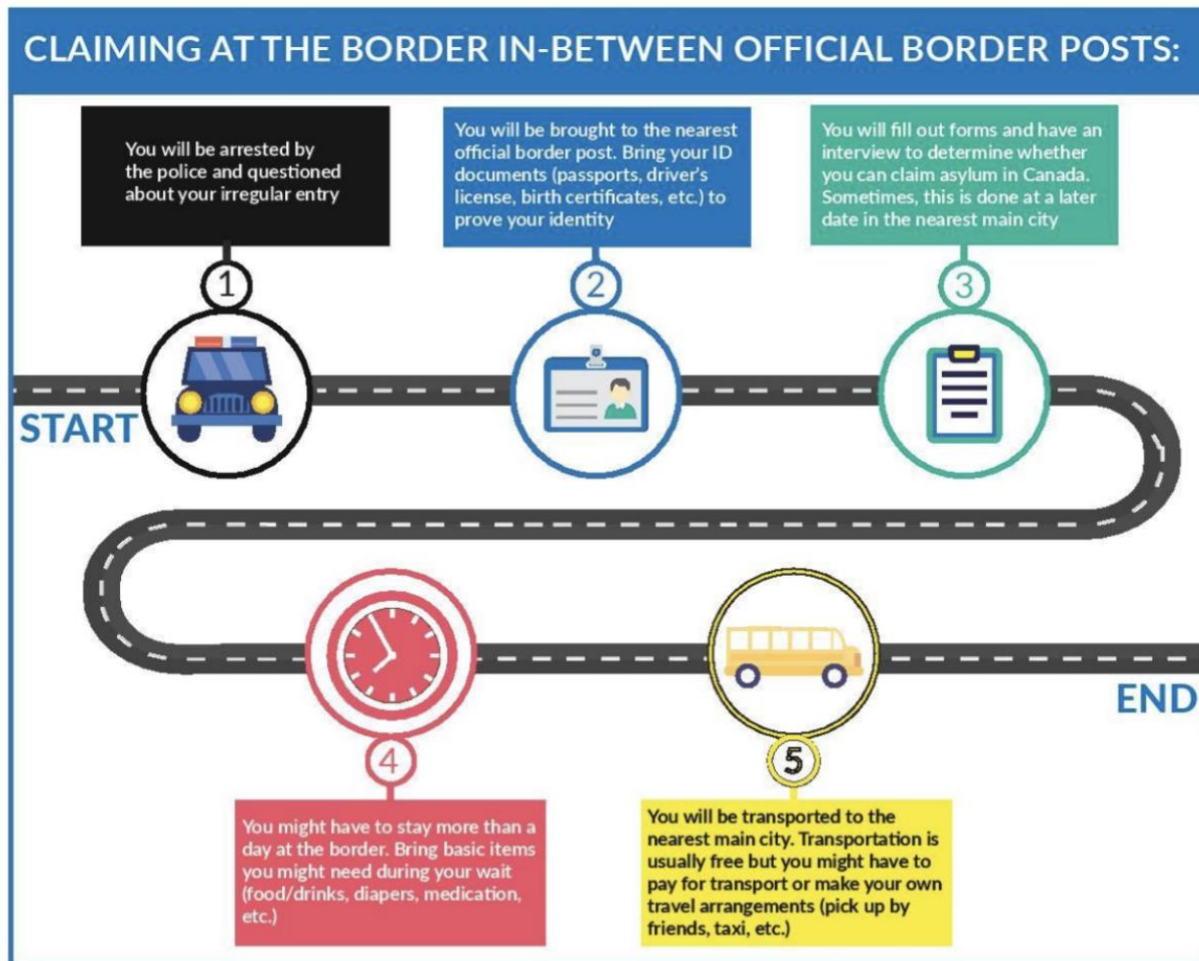 CLAIMING AT THE BORDER IN-BETWEEN OFFICIAL BORDER POSTS:
You will be arrested by
the police and questioned
about your irregular entry
1
You will be brought to the nearest
official border post. Bring your ID
documents (passports, driver's
license, birth certificates, etc.) to
prove your identity
2
You will fill out forms and have an
interview to determine whether
you can claim asylum in Canada.
Sometimes, this is done at a later
date in the nearest main city
3
START
4
You might have to stay more than a
day at the border. Bring basic items
you might need during your wait
(food/drinks, diapers, medication,
etc.)
5
You will be transported to the
nearest main city. Transportation is
usually free but you might have to
pay for transport or make your own
travel arrangements (pick up by
friends, taxi, etc.)
END